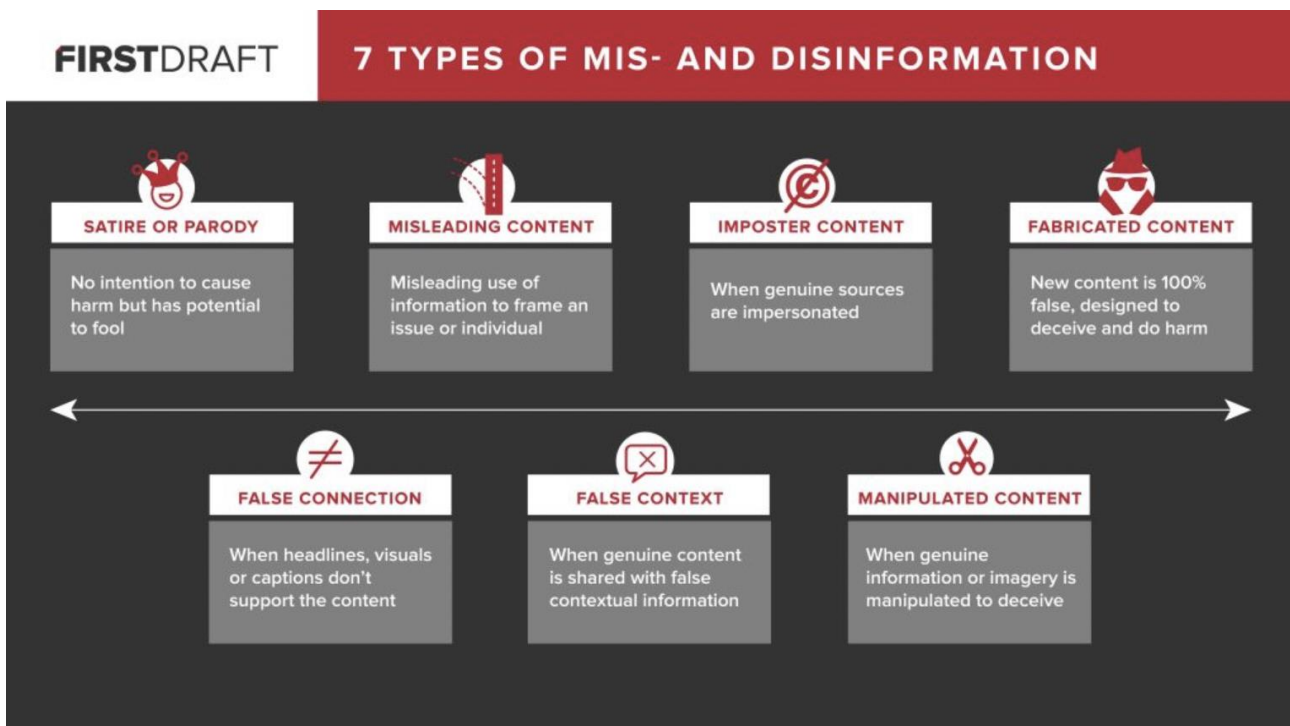 FIRSTDRAFT
7 TYPES OF MIS- AND DISINFORMATION
SATIRE OR PARODY
No intention to cause
harm but has potential
to fool
MISLEADING CONTENT
Misleading use of
information to frame an
issue or individual
IMPOSTER CONTENT
When genuine sources
are impersonated
FABRICATED CONTENT
New content is 100%
false, designed to
deceive and do harm
FALSE CONNECTION
When headlines, visuals
or captions don’t
support the content
FALSE CONTEXT
When genuine content
is shared with false
contextual information
MANIPULATED CONTENT
When genuine
information or imagery is
manipulated to deceive